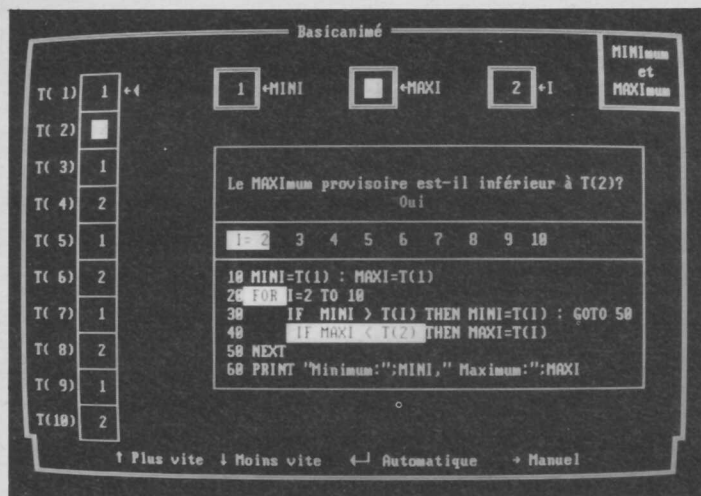 Basicanimé
MINImum
et
MAXImum
T( 1) 1
1 ←MINI ←MAXI 2 ←I
T( 2)
T( 3) 1
T( 4) 2
T( 5) 1
T( 6) 2
T( 7) 1
T( 8) 2
T( 9) 1
T(10) 2
Le MAXImum provisoire est-il inférieur à T(2)?
Oui
I= 2 3 4 5 6 7 8 9 10
10 MINI=T(1) : MAXI=T(1)
20 FOR I=2 TO 10
30 IF MINI > T(I) THEN MINI=T(I) : GOTO 50
40 IF MAXI < T(2) THEN MAXI=T(I)
50 NEXT
60 PRINT "Minimum:";MINI," Maximum:";MAXI
↑ Plus vite ↓ Moins vite ↵ Automatique → Manuel